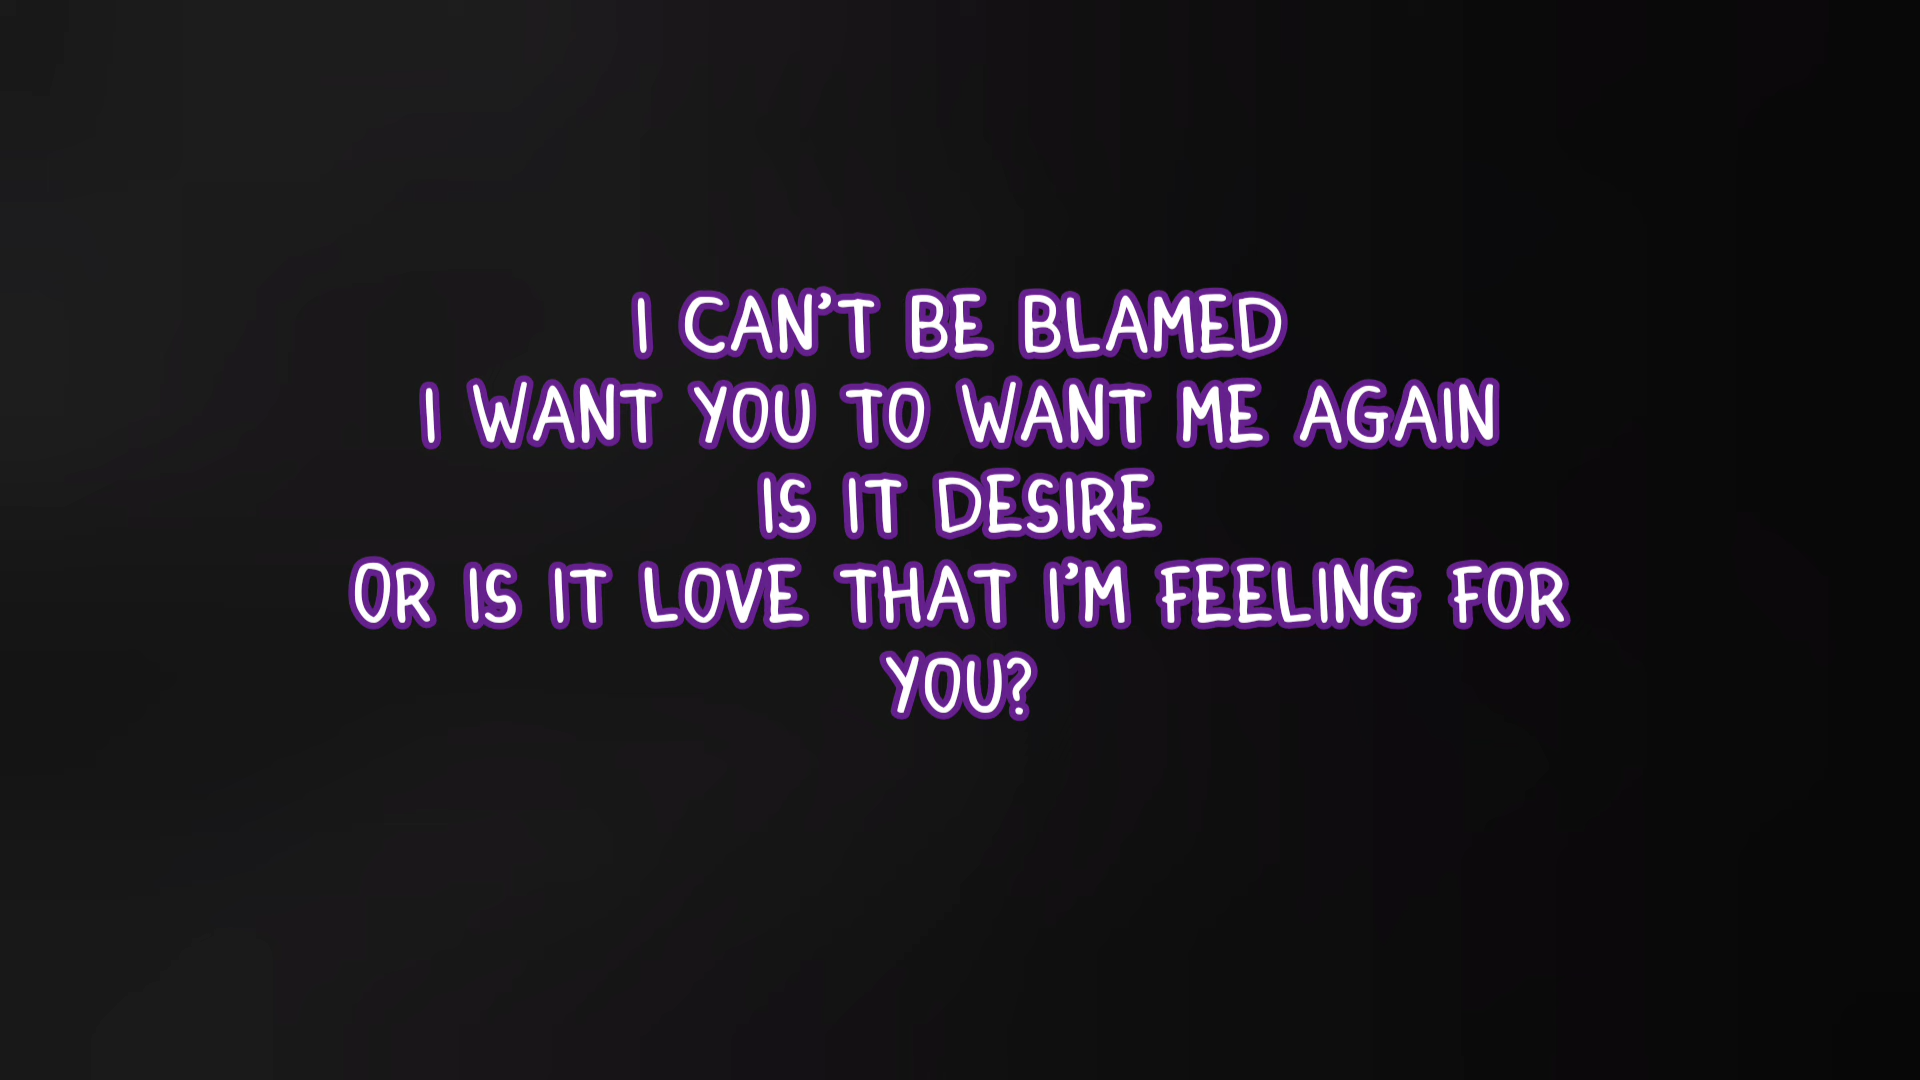 I CAN'T BE BLAMED
I WANT YOU TO WANT ME AGAIN
IS IT DESIRE
OR IS IT LOVE THAT I'M FEELING FOR
YOU?